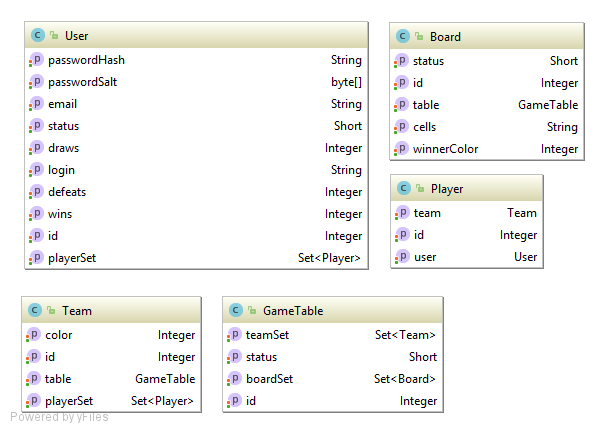 User
passwordHash String
passwordSalt byte[]
email String
status Short
draws Integer
login String
defeats Integer
wins Integer
id Integer
playerSet Set<Player>
Board
status Short
id Integer
table GameTable
cells String
winnerColor Integer
Player
team Team
id Integer
user User
Team
color Integer
id Integer
table GameTable
playerSet Set<Player>
GameTable
teamSet Set<Team>
status Short
boardSet Set<Board>
id Integer
Powered by yFiles